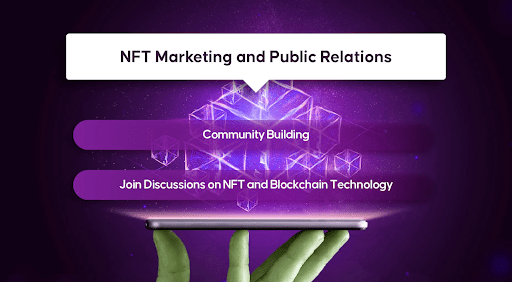 NFT Marketing and Public Relations
Community Building
Join Discussions on NFT and Blockchain Technology